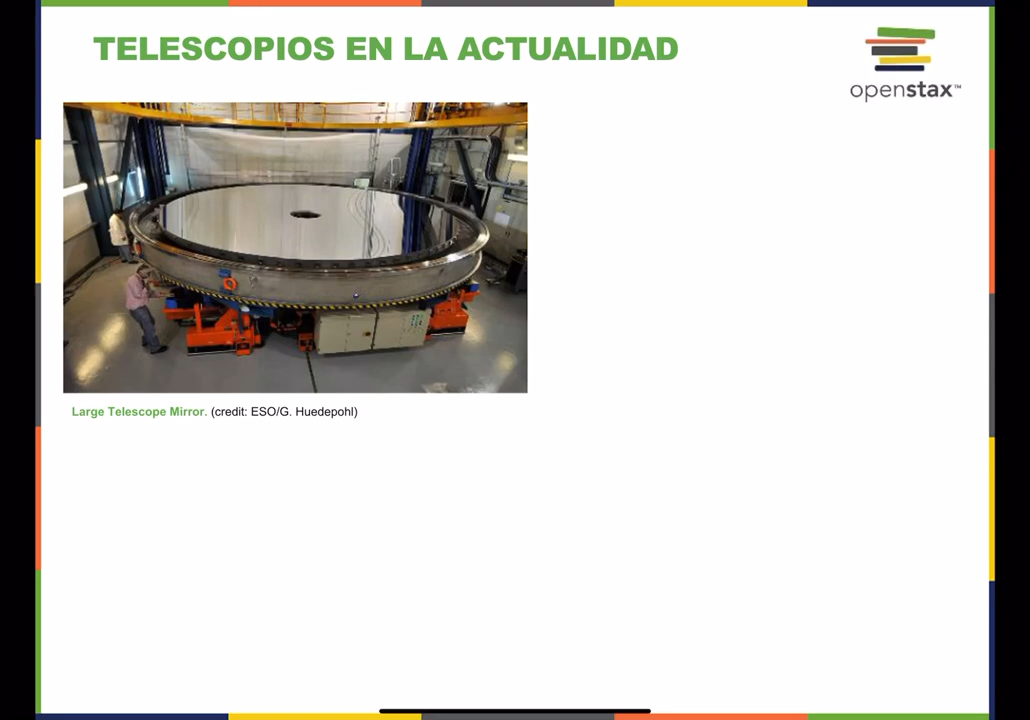 TELESCOPIOS EN LA ACTUALIDAD
openstax™
Large Telescope Mirror. (credit: ESO/G. Huedepohl)